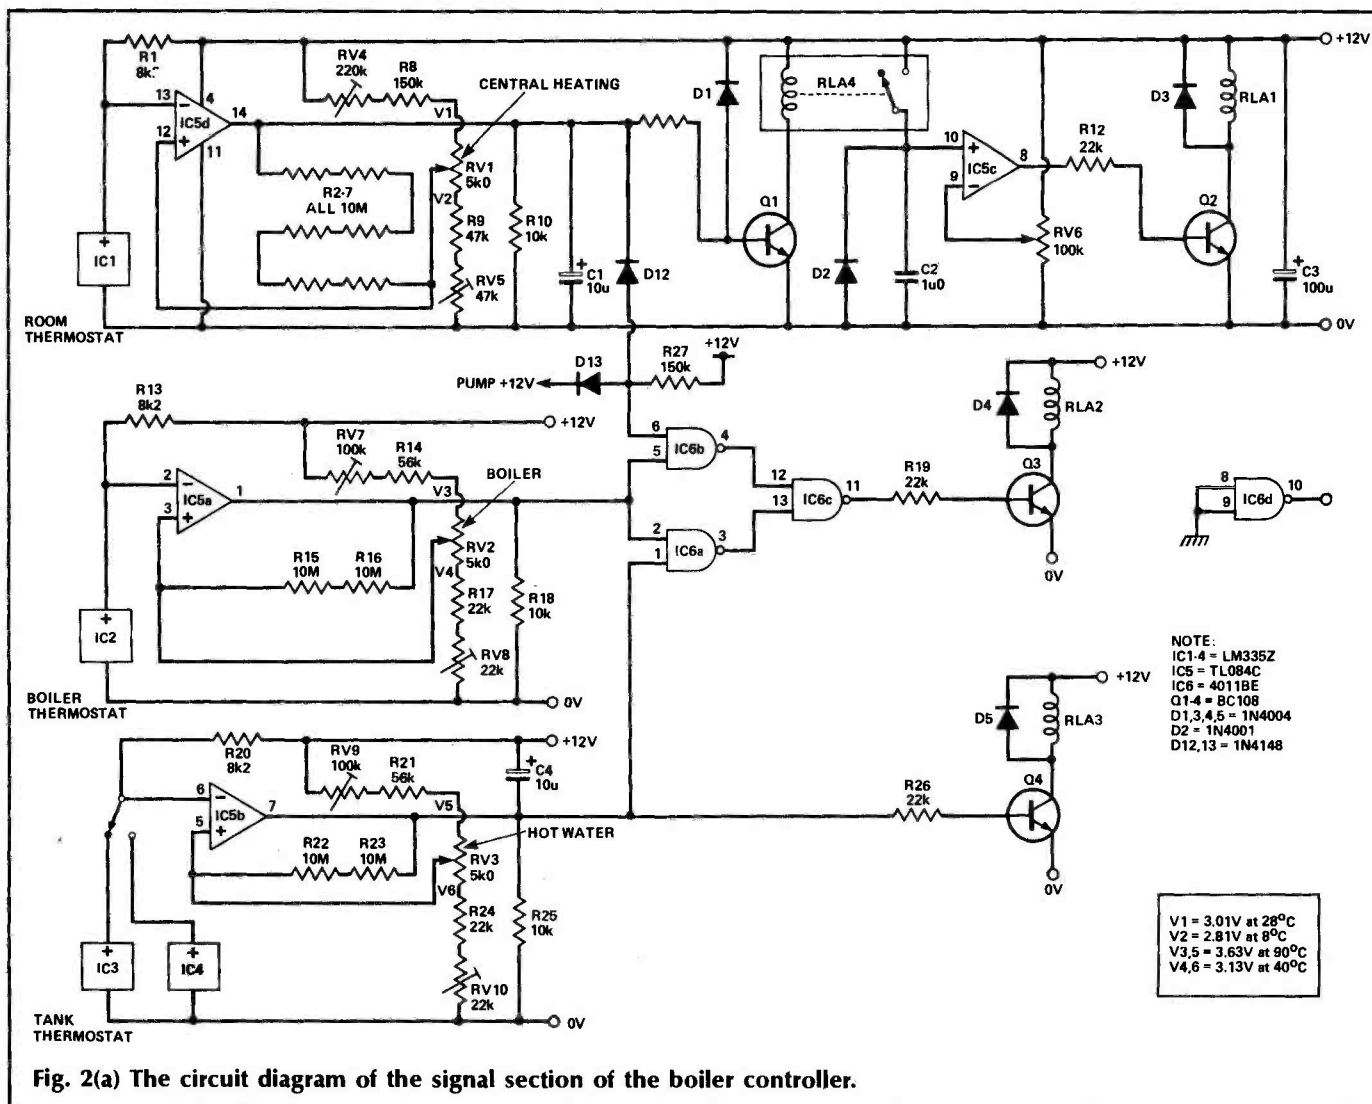 +12V
R1
RV4
220k
R8
150k
CENTRAL HEATING
V1
13
4
14
IC5d
12
11
R2-7
ALL 10M
RV1
5k0
V2
R9
47k
RV5
47k
R10
10k
C1
10u
D12
IC1
ROOM
THERMOSTAT
D1
RLA4
Q1
D2
C2
1u0
10
IC5c
8
9
R12
22k
RV6
100k
D3
RLA1
Q2
C3
100u
0V
+12V
D13
R27
150k
PUMP +12V
R13
8k2
+12V
RV7
100k
R14
56k
BOILER
V3
2
IC5a
1
3
R15
10M
R16
10M
RV2
5k0
V4
R17
22k
RV8
22k
R18
10k
IC2
BOILER
THERMOSTAT
0V
6
IC6b
4
5
2
IC6a
3
1
12
IC6c
11
13
R19
22k
+12V
D4
RLA2
Q3
0V
8
IC6d
10
9
R20
8k2
+12V
RV9
100k
R21
56k
C4
10u
V5
HOT WATER
6
IC5b
7
5
R22
10M
R23
10M
RV3
5k0
V6
R24
22k
RV10
22k
R25
10k
IC3
IC4
TANK
THERMOSTAT
0V
R26
22k
+12V
D5
RLA3
Q4
0V
NOTE:
IC1-4 = LM335Z
IC5 = TL084C
IC6 = 4011BE
Q1-4 = BC108
D1,3,4,5 = 1N4004
D2 = 1N4001
D12,13 = 1N4148
V1 = 3.01V at 28°C
V2 = 2.81V at 8°C
V3,5 = 3.63V at 90°C
V4,6 = 3.13V at 40°C
Fig. 2(a) The circuit diagram of the signal section of the boiler controller.